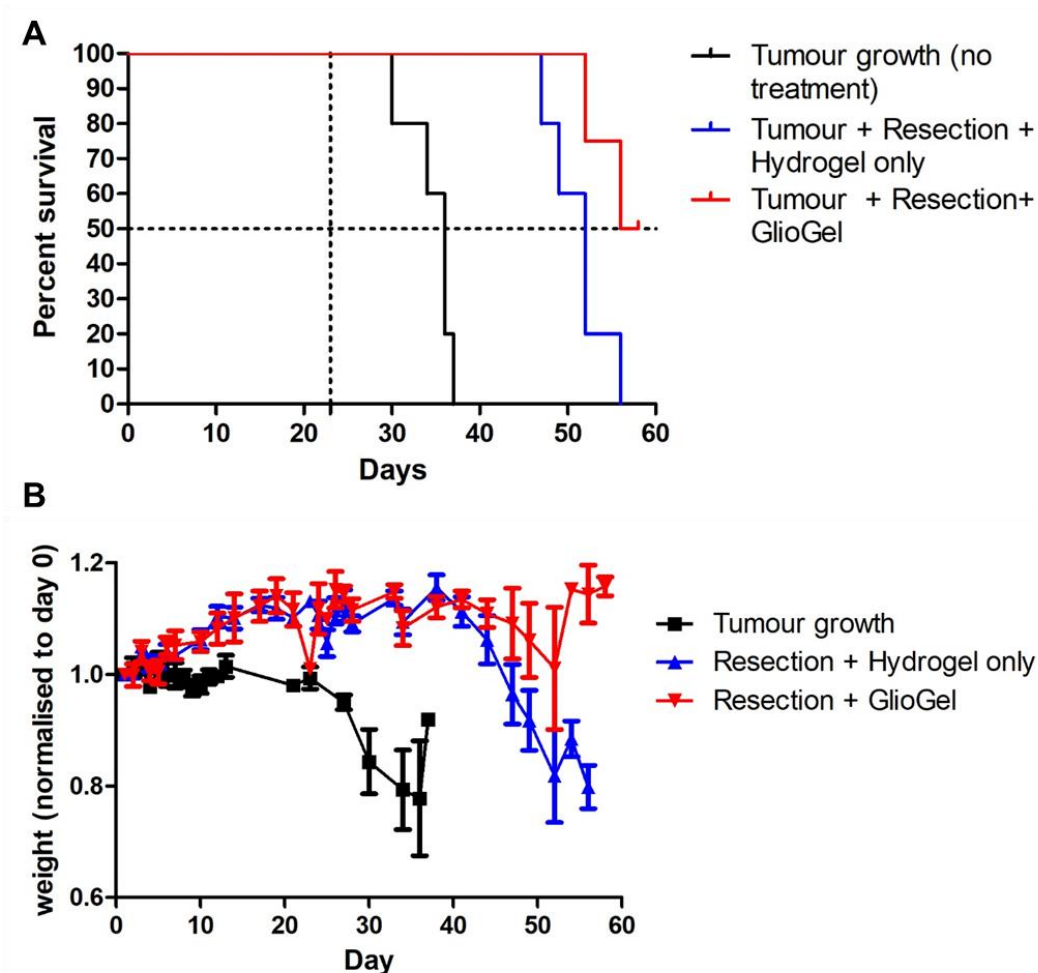 A
Percent survival
100
90
80
70
60
50
40
30
20
10
0
0 10 20 30 40 50 60
Days
Tumour growth (no
treatment)
Tumour + Resection +
Hydrogel only
Tumour + Resection+
GlioGel
B
weight (normalised to day 0)
1.2
1.0
0.8
0.6
0 10 20 30 40 50 60
Day
Tumour growth
Resection + Hydrogel only
Resection + GlioGel